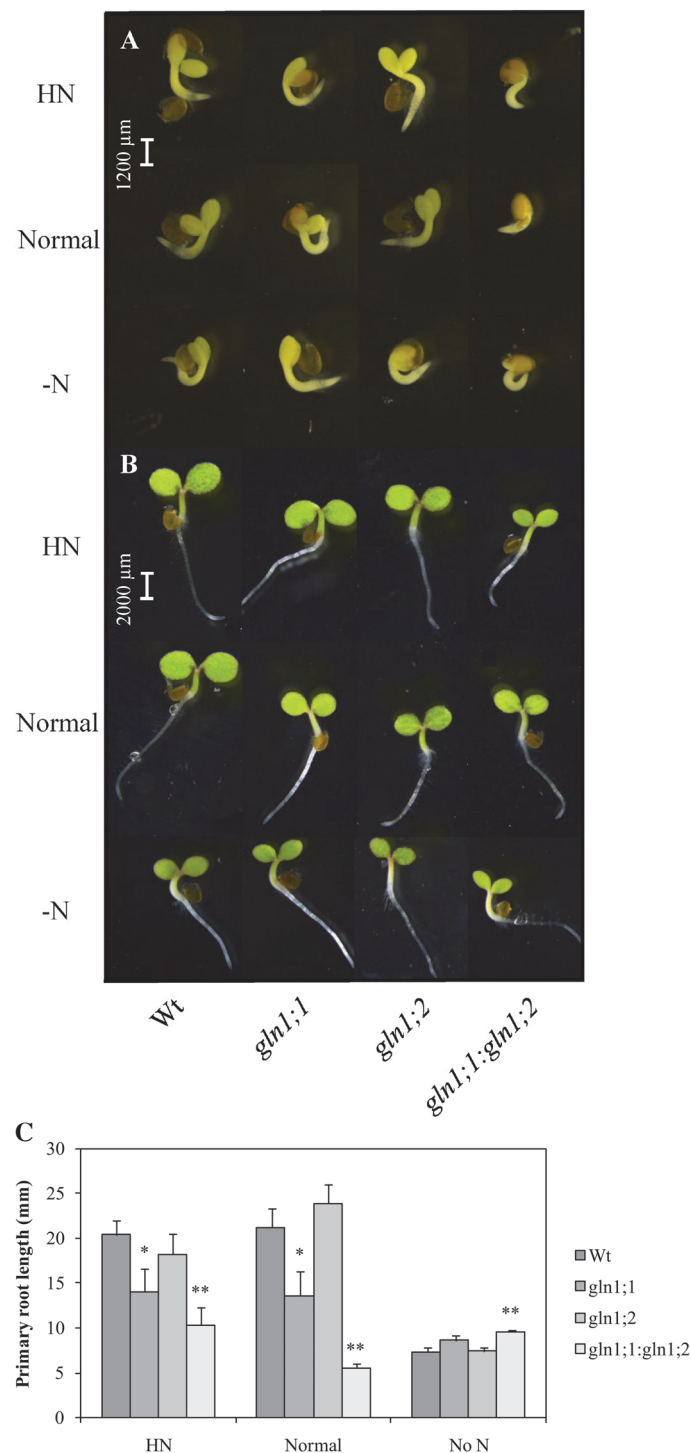 A
HN
1200 µm
Normal
-N
B
HN
2000 µm
Normal
-N
Wt
gln1;1
gln1;2
gln1;1:gln1;2
C
Primary root length (mm)
30
25
20
15
10
5
0
*
**
*
**
**
HN
Normal
No N
Wt
gln1;1
gln1;2
gln1;1:gln1;2